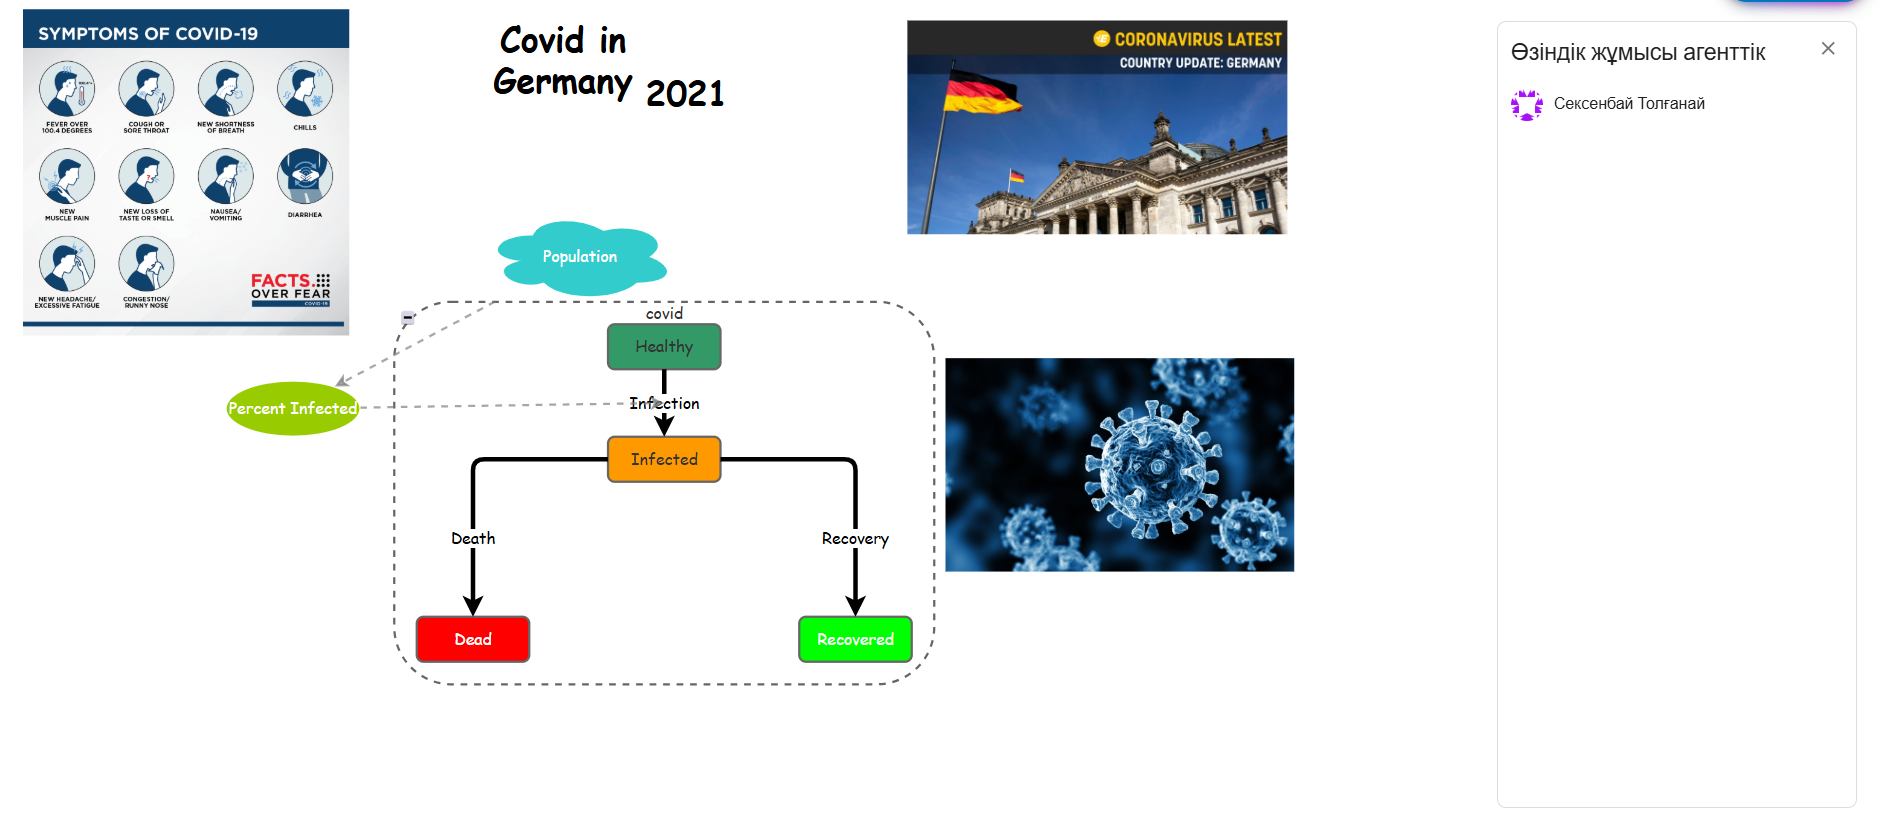 SYMPTOMS OF COVID-19
FEVER OVER
100.4 DEGREES
COUGH OR
SORE THROAT
NEW SHORTNESS
OF BREATH
CHILLS
NEW
MUSCLE PAIN
NEW LOSS OF
TASTE OR SMELL
NAUSEA/
VOMITING
DIARRHEA
NEW HEADACHE/
EXCESSIVE FATIGUE
CONGESTION/
RUNNY NOSE
FACTS.
OVER FEAR
COVID-19
Covid in
Germany 2021
CORONAVIRUS LATEST
COUNTRY UPDATE: GERMANY
Population
covid
Healthy
Percent Infected
Infection
Infected
Death
Recovery
Dead
Recovered
Өзіндік жұмысы агенттік
Сексенбай Толғанай